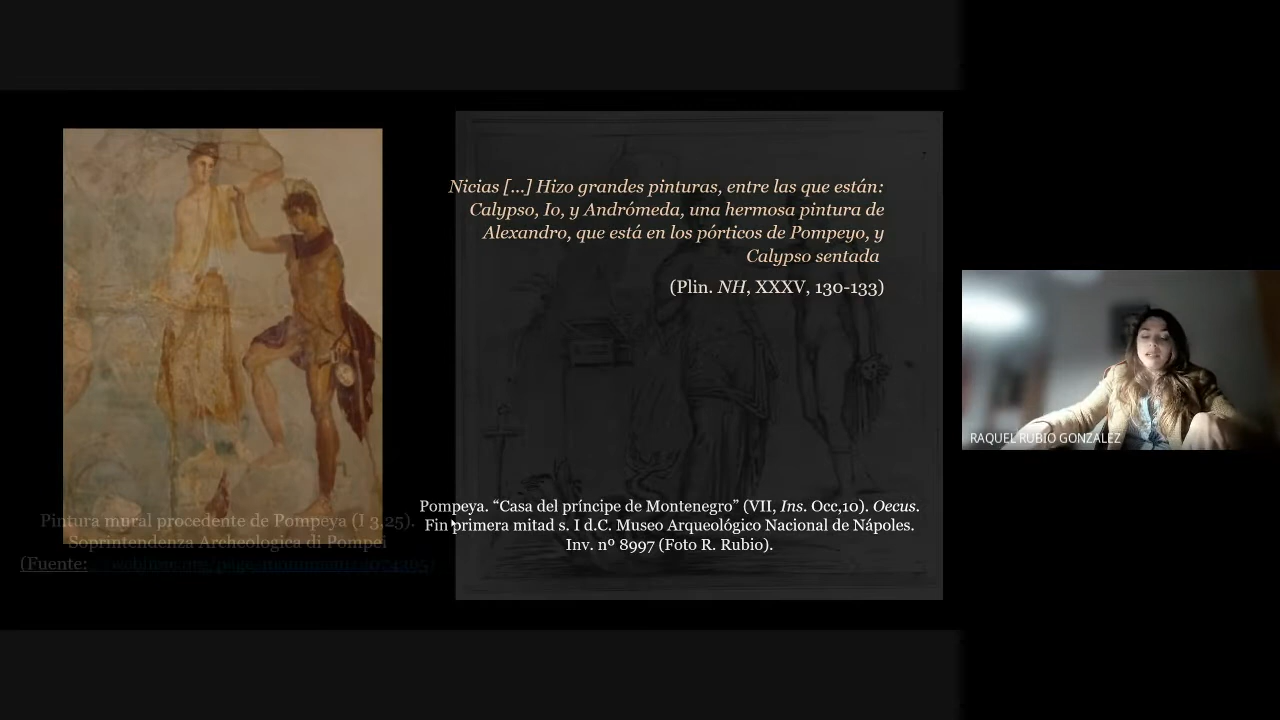 Nicias [...] Hizo grandes pinturas, entre las que están:
Calypso, Io, y Andrómeda, una hermosa pintura de
Alexandro, que está en los pórticos de Pompeyo, y
Calypso sentada
(Plin. NH, XXXV, 130-133)
Pompeya. “Casa del príncipe de Montenegro” (VII, Ins. Occ,10). Oecus.
Fin primera mitad s. I d.C. Museo Arqueológico Nacional de Nápoles.
Inv. nº 8997 (Foto R. Rubio).
Pintura mural procedente de Pompeya (I 3,25).
Soprintendenza Archeologica di Pompei
(Fuente:
RAQUEL RUBIO GONZALEZ